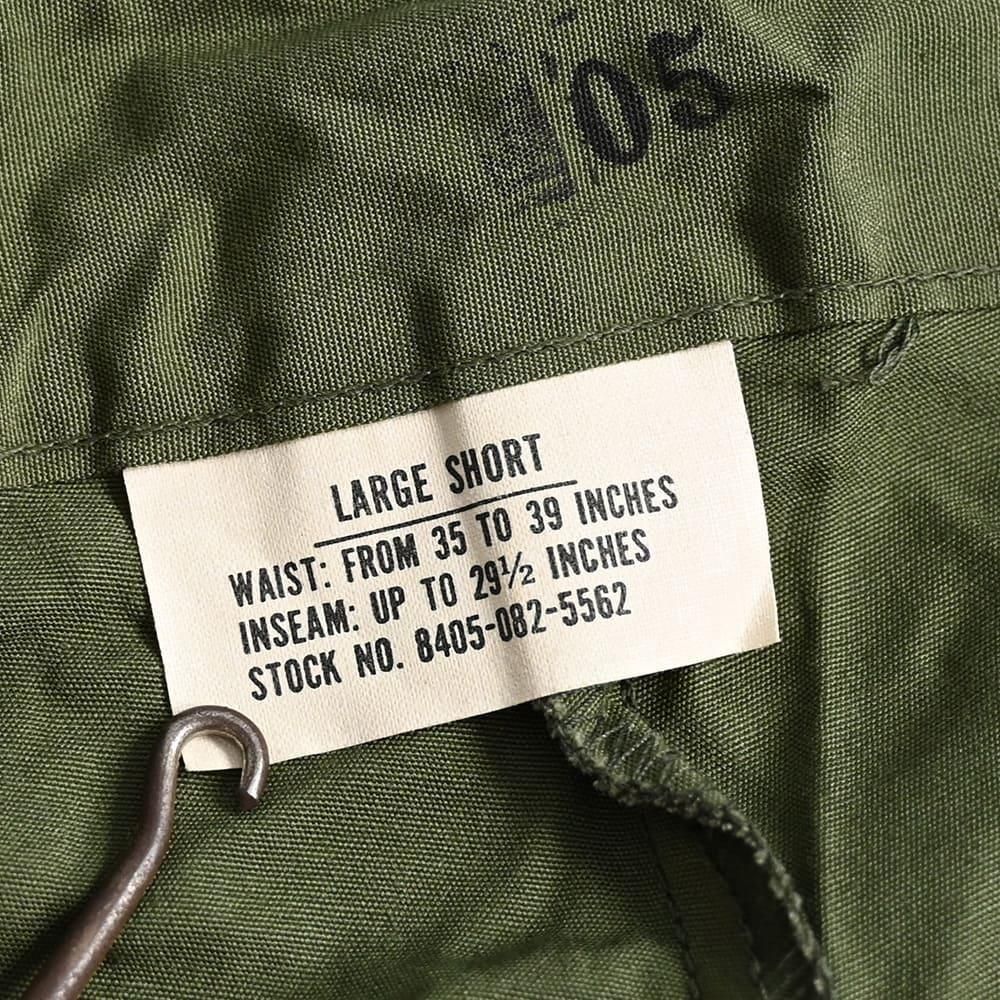 05
LARGE SHORT
WAIST: FROM 35 TO 39 INCHES
INSEAM: UP TO 29½ INCHES
STOCK NO. 8405-082-5562